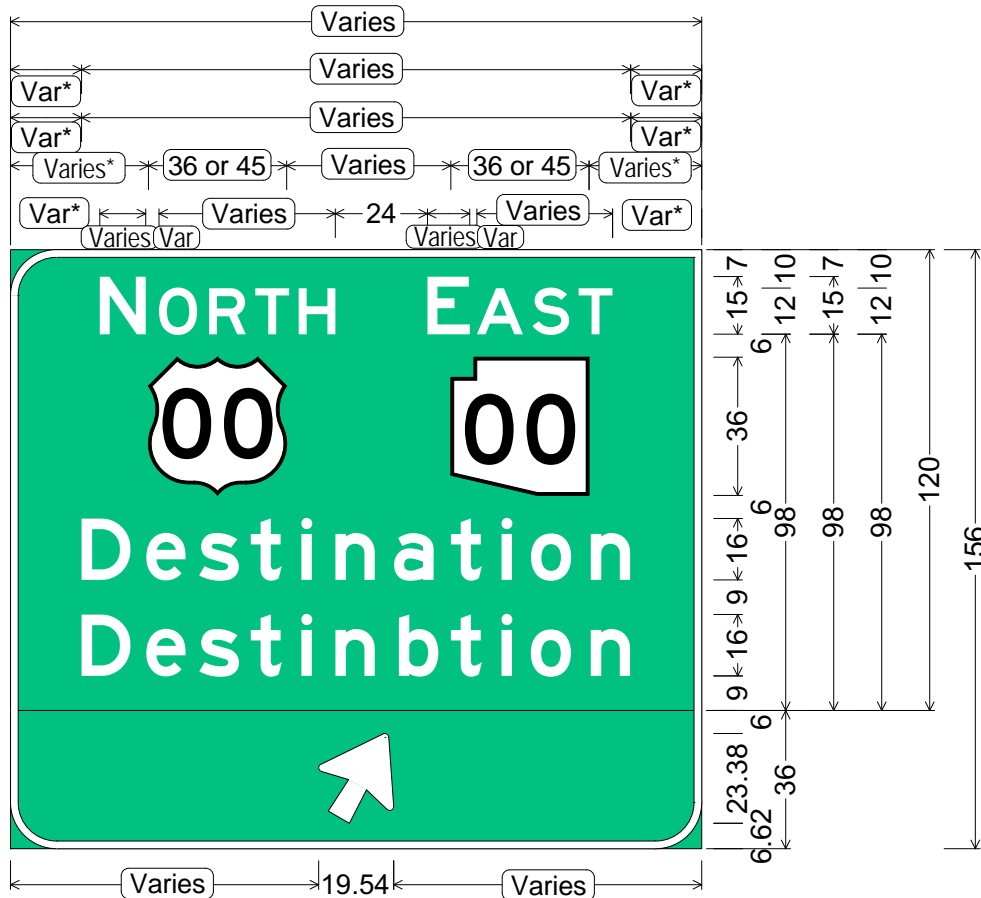 Varies
Varies
Var* Var*
Varies
Var* Var*
Varies* 36 or 45 Varies 36 or 45 Varies*
Var* Varies 24 Varies Var*
Varies Var Varies Var
7 10 7 10
15 12 15 12
NORTH EAST
6
00 00
36
120
6
98 98 98
156
Destination
16
9
Destinbtion
16
9
6
23.38
36
6.62
Varies 19.54 Varies